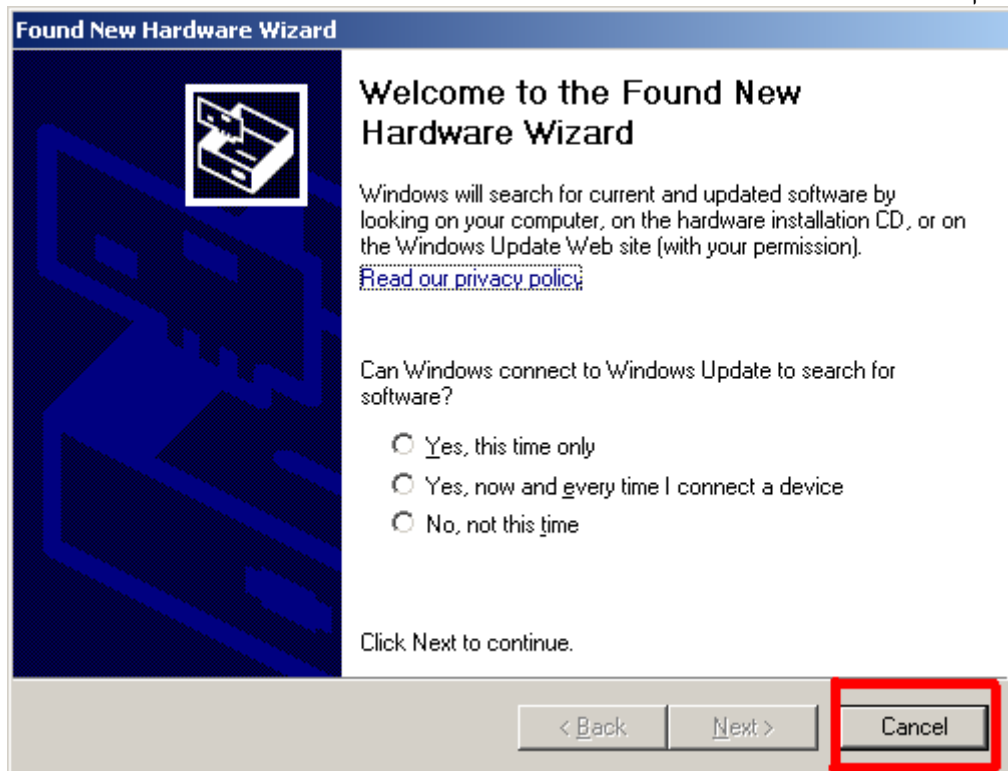 Found New Hardware Wizard
Welcome to the Found New
Hardware Wizard
Windows will search for current and updated software by
looking on your computer, on the hardware installation CD, or on
the Windows Update Web site (with your permission).
Read our privacy policy
Can Windows connect to Windows Update to search for
software?
Yes, this time only
Yes, now and every time I connect a device
No, not this time
Click Next to continue.
< Back
Next >
Cancel